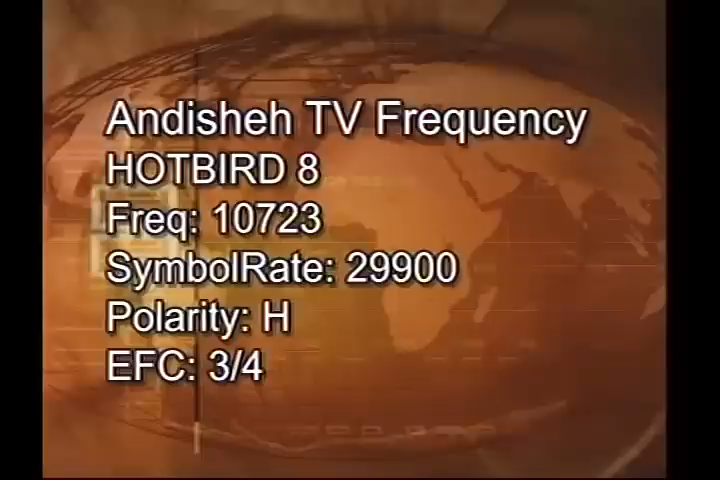 Andisheh TV Frequency
HOTBIRD 8
Freq: 10723
SymbolRate: 29900
Polarity: H
EFC: 3/4